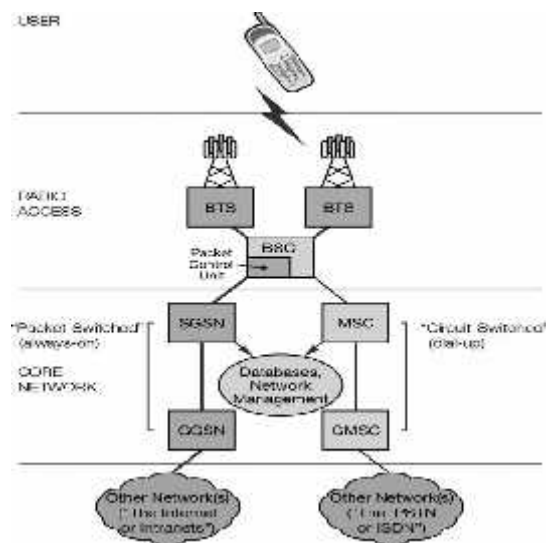 USER
RADIO
ACCESS
BTS
BTS
BSC
Packet
Control
Unit
"Packet Switched"
(always-on)
SGSN
MSC
"Circuit Switched"
(dial-up)
CORE
NETWORK
Databases,
Network
Management
GGSN
GMSC
Other Network(s)
("The Internet
or Intranets")
Other Network(s)
("The PSTN
or ISDN")